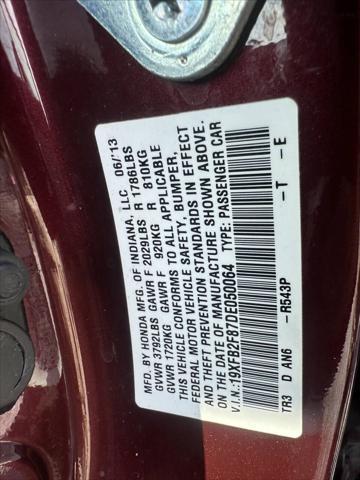 MFD. BY HONDA MFG. OF INDIANA, LLC 06/13
GVWR 3792LBS GAWR F 2029LBS R 1786LBS
GVWR 1720KG GAWR F 920KG R 810KG
THIS VEHICLE CONFORMS TO ALL APPLICABLE
FEDERAL MOTOR VEHICLE SAFETY, BUMPER,
AND THEFT PREVENTION STANDARDS IN EFFECT
ON THE DATE OF MANUFACTURE SHOWN ABOVE.
V.I.N.:19XFB2F87DE050064 TYPE: PASSENGER CAR
TR3 D AM6 -R543P -T -E